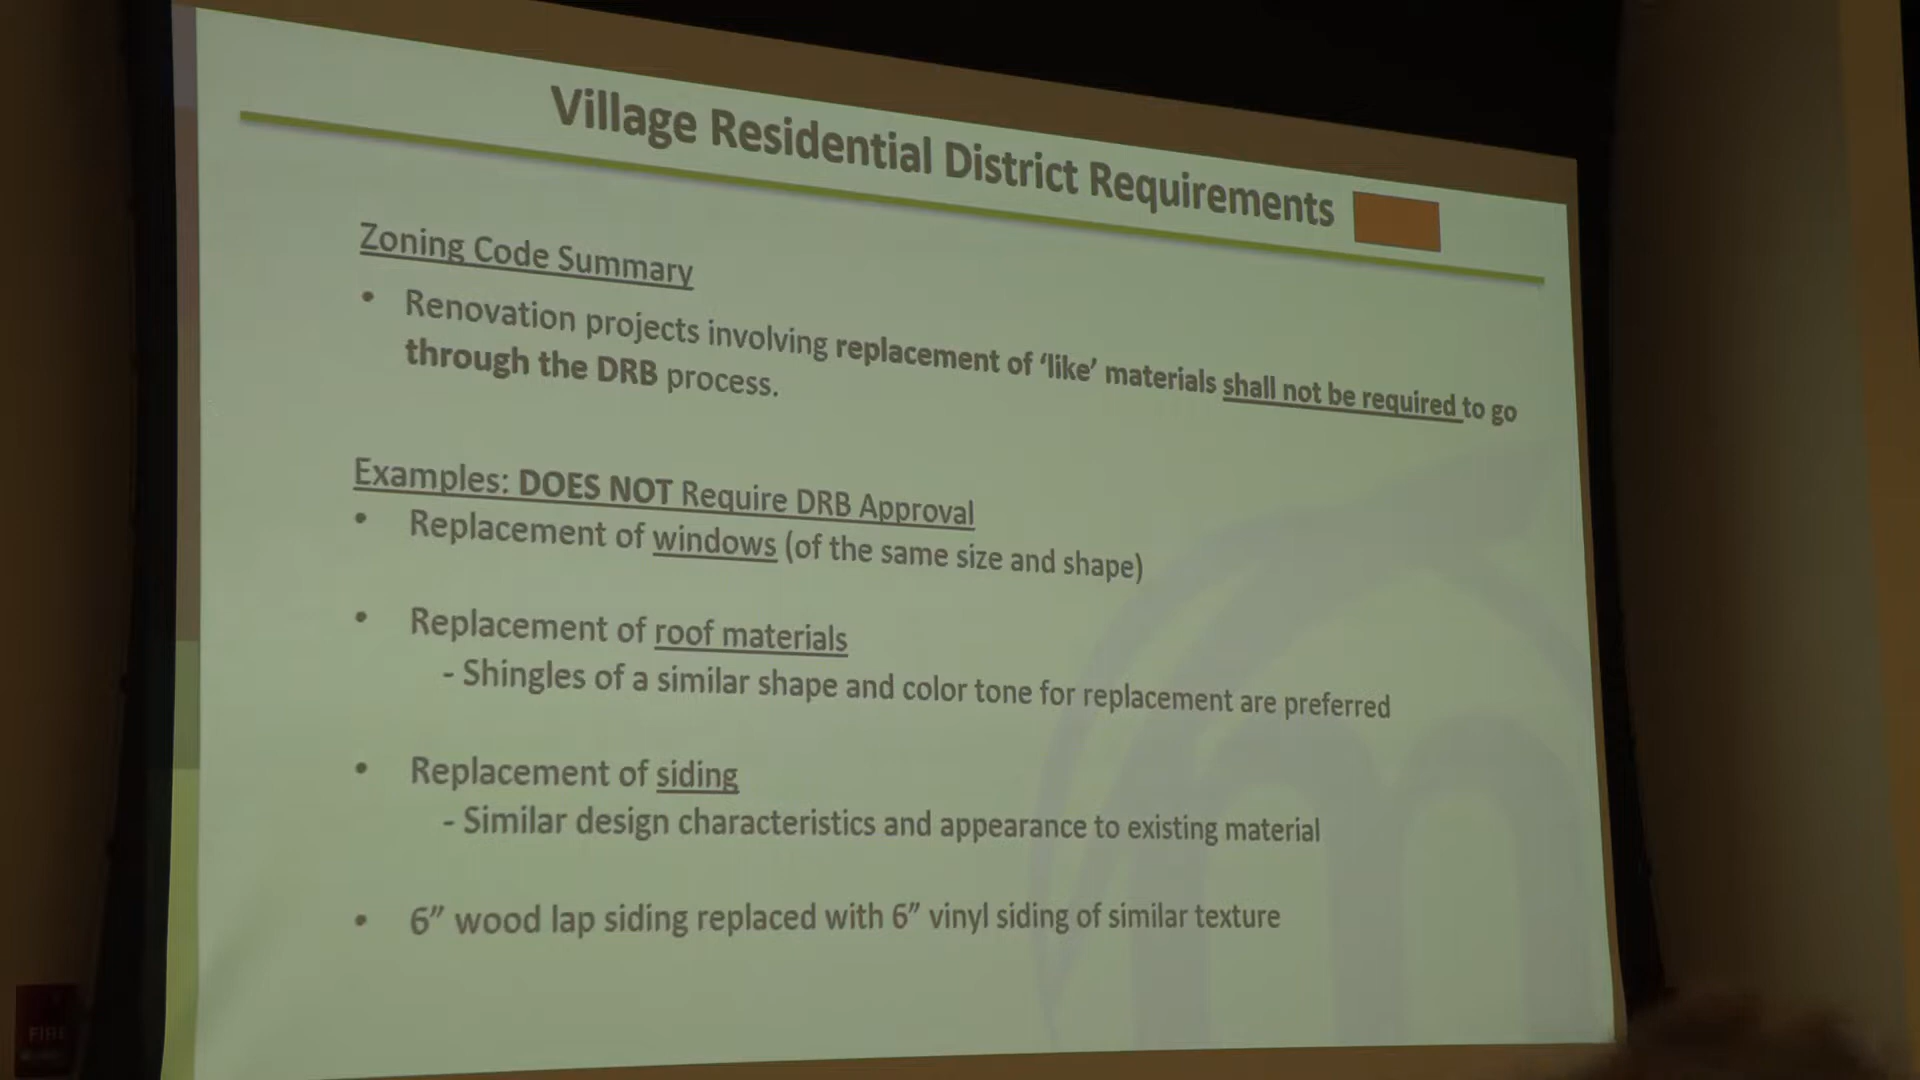 Village Residential District Requirements
Zoning Code Summary
• Renovation projects involving replacement of ‘like’ materials shall not be required to go
through the DRB process.
Examples: DOES NOT Require DRB Approval
• Replacement of windows (of the same size and shape)
• Replacement of roof materials
- Shingles of a similar shape and color tone for replacement are preferred
• Replacement of siding
- Similar design characteristics and appearance to existing material
• 6” wood lap siding replaced with 6” vinyl siding of similar texture
FIRE